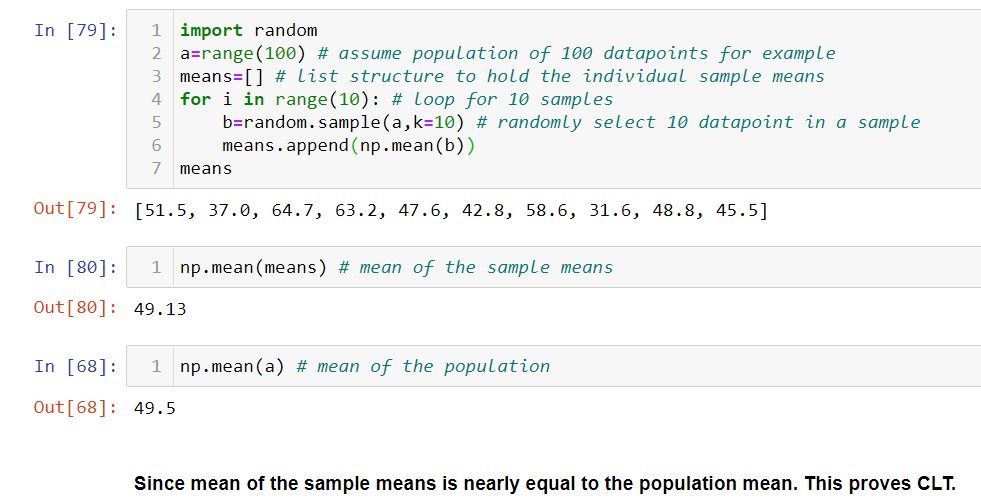 In [79]: 1 import random
2 a=range(100) # assume population of 100 datapoints for example
3 means=[] # list structure to hold the individual sample means
4 for i in range(10): # loop for 10 samples
5     b=random.sample(a,k=10) # randomly select 10 datapoint in a sample
6     means.append(np.mean(b))
7 means
Out[79]: [51.5, 37.0, 64.7, 63.2, 47.6, 42.8, 58.6, 31.6, 48.8, 45.5]
In [80]: 1 np.mean(means) # mean of the sample means
Out[80]: 49.13
In [68]: 1 np.mean(a) # mean of the population
Out[68]: 49.5
Since mean of the sample means is nearly equal to the population mean. This proves CLT.